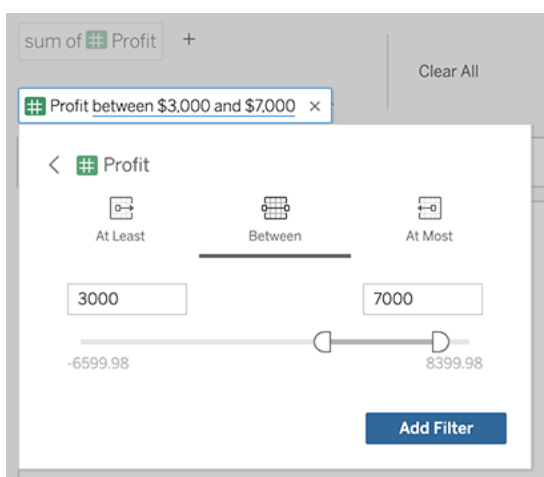 sum of Profit +
Clear All
Profit between $3,000 and $7,000 ×
Profit
At Least Between At Most
3000 7000
-6599.98 8399.98
Add Filter